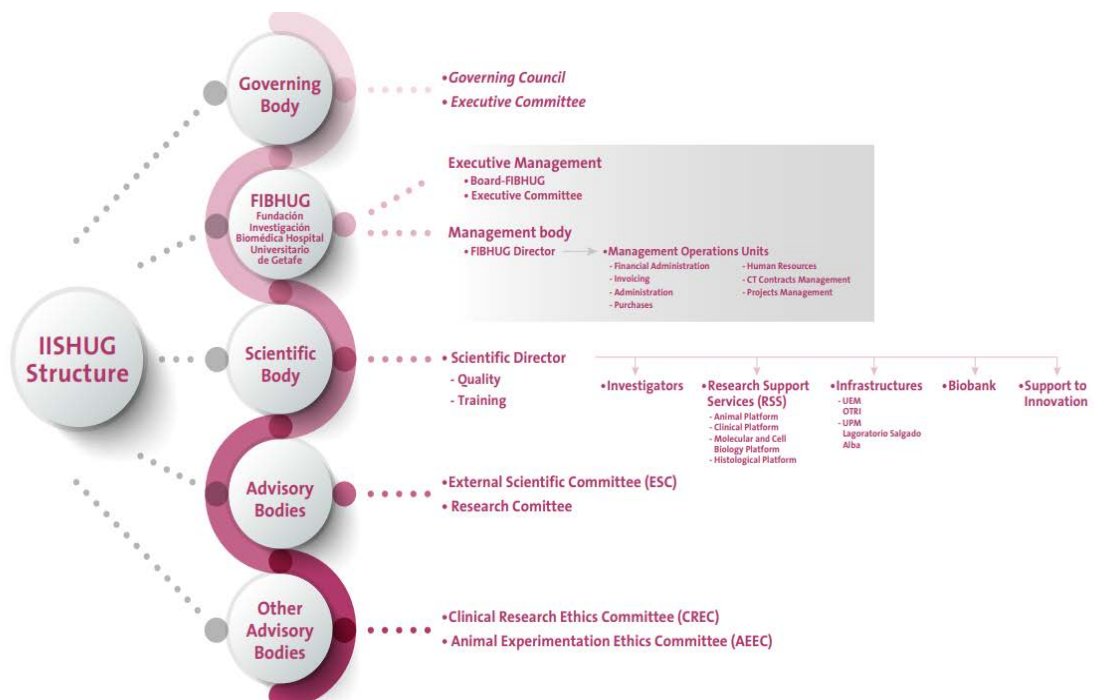 IISHUG
Structure
Governing
Body
•Governing Council
• Executive Committee
FIBHUG
Fundación
Investigación
Biomédica Hospital
Universitario
de Getafe
Executive Management
• Board-FIBHUG
• Executive Committee
Management body
• FIBHUG Director
•Management Operations Units
- Financial Administration
- Invoicing
- Administration
- Purchases
- Human Resources
- CT Contracts Management
- Projects Management
Scientific
Body
• Scientific Director
- Quality
- Training
•Investigators
•Research Support
Services (RSS)
- Animal Platform
- Clinical Platform
- Molecular and Cell
Biology Platform
- Histological Platform
•Infrastructures
- UEM
OTRI
- UPM
Lagoratorio Salgado
Alba
•Biobank
•Support to
Innovation
Advisory
Bodies
•External Scientific Committee (ESC)
• Research Comittee
Other
Advisory
Bodies
•Clinical Research Ethics Committee (CREC)
• Animal Experimentation Ethics Committee (AEEC)